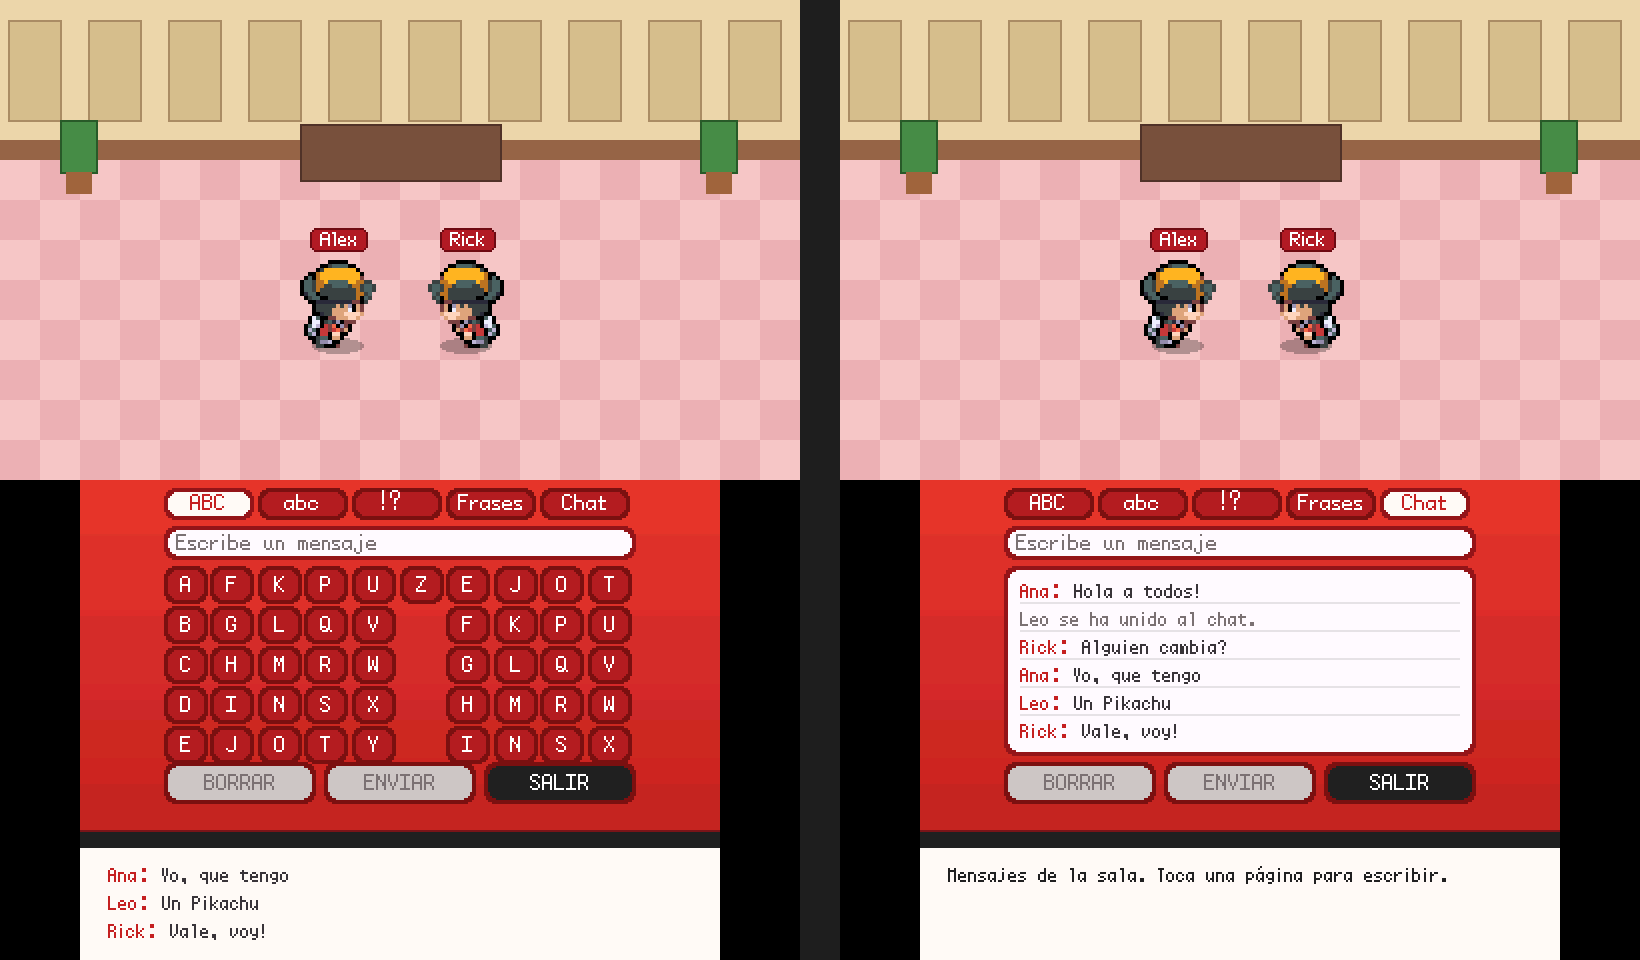 Alex Rick
ABC abc !? Frases Chat
Escribe un mensaje
A F K P U Z E J O T
B G L Q V F K P U
C H M R W G L Q V
D I N S X H M R W
E J O T Y I N S X
BORRAR ENVIAR SALIR
Ana: Yo, que tengo
Leo: Un Pikachu
Rick: Vale, voy!
Alex Rick
ABC abc !? Frases Chat
Escribe un mensaje
Ana: Hola a todos!
Leo se ha unido al chat.
Rick: Alguien cambia?
Ana: Yo, que tengo
Leo: Un Pikachu
Rick: Vale, voy!
BORRAR ENVIAR SALIR
Mensajes de la sala. Toca una página para escribir.